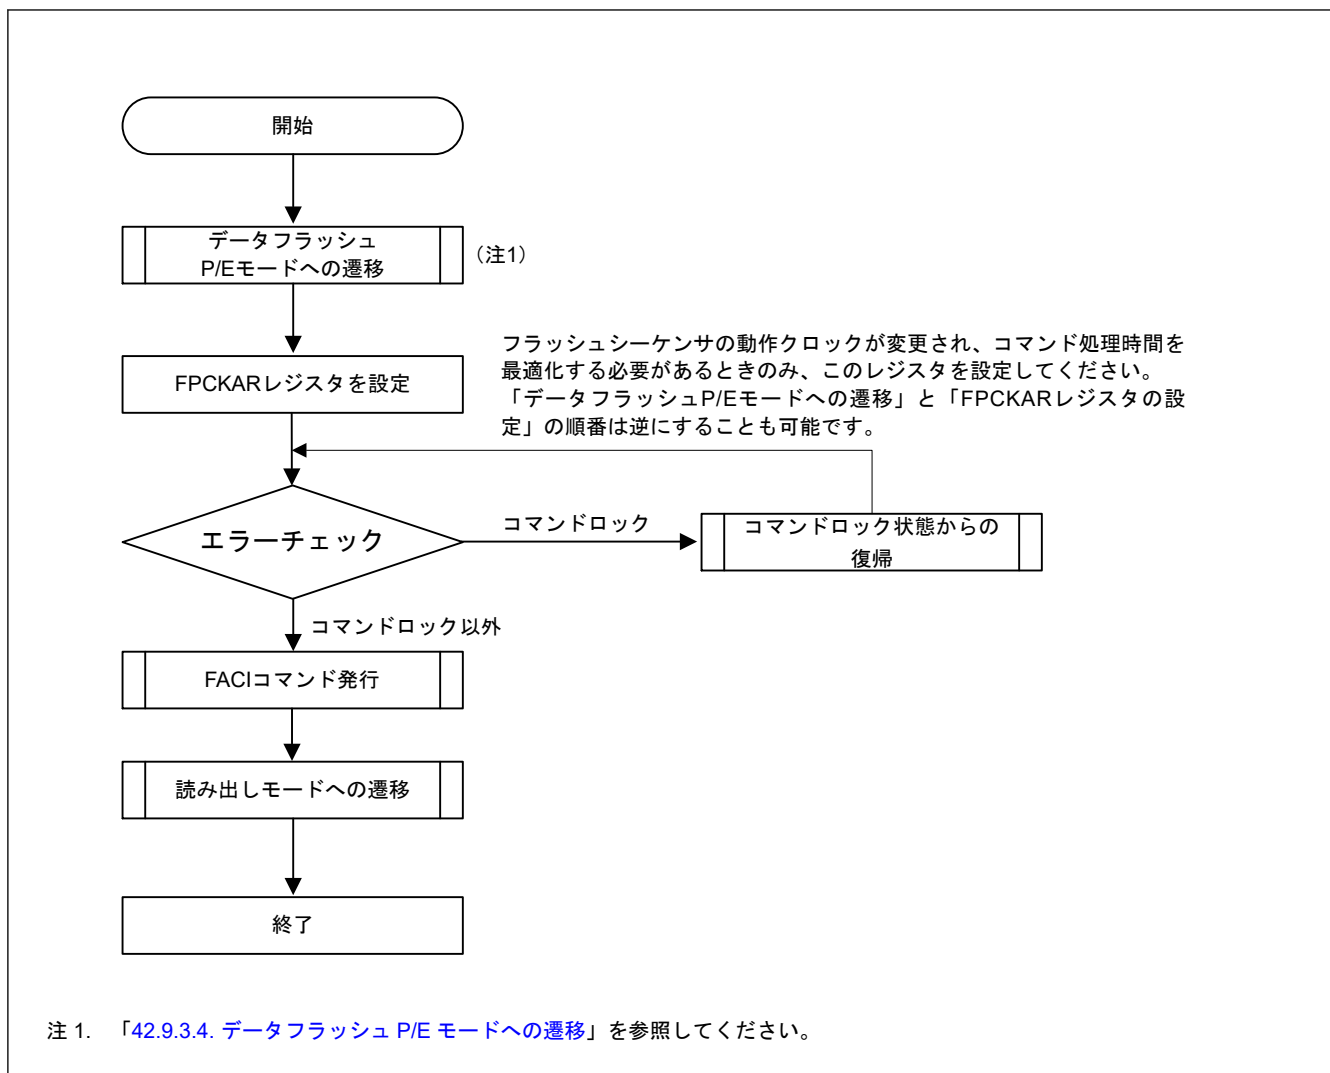 開始
データフラッシュ
P/Eモードへの遷移
（注1）
FPCKARレジスタを設定
フラッシュシーケンサの動作クロックが変更され、コマンド処理時間を
最適化する必要があるときのみ、このレジスタを設定してください。
「データフラッシュP/Eモードへの遷移」と「FPCKARレジスタの設
定」の順番は逆にすることも可能です。
エラーチェック
コマンドロック
コマンドロック状態からの
復帰
コマンドロック以外
FACIコマンド発行
読み出しモードへの遷移
終了
注 1. 「42.9.3.4. データフラッシュ P/E モードへの遷移」を参照してください。